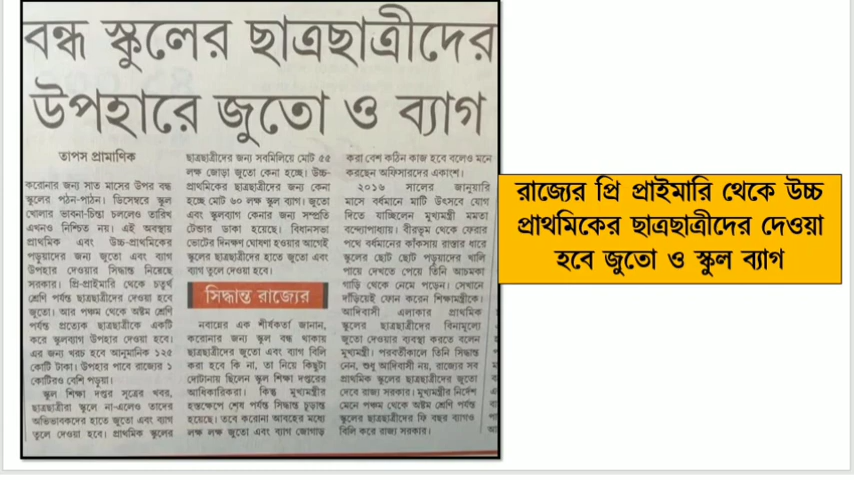 বন্ধ স্কুলের ছাত্রছাত্রীদের
উপহারে জুতো ও ব্যাগ
তাপস প্রামাণিক
করোনার জন্য সাত মাসের উপর বন্ধ
স্কুলের পঠন-পাঠন। ডিসেম্বরে স্কুল
খোলার ভাবনা-চিন্তা চললেও তারিখ
এখনও নিশ্চিত নয়। এই অবস্থায়
প্রাথমিক এবং উচ্চ-প্রাথমিকের
পড়ুয়াদের জন্য জুতো এবং ব্যাগ
উপহার দেওয়ার সিদ্ধান্ত নিয়েছে
সরকার। প্রি-প্রাইমারি থেকে চতুর্থ
শ্রেণি পর্যন্ত ছাত্রছাত্রীদের দেওয়া হবে
জুতো। আর পঞ্চম থেকে অষ্টম শ্রেণি
পর্যন্ত প্রত্যেক ছাত্রছাত্রীকে একটি
করে স্কুলব্যাগ উপহার দেওয়া হবে।
এর জন্য খরচ হবে আনুমানিক ১২৫
কোটি টাকা। উপহার পাবে রাজ্যের ১
কোটিরও বেশি পড়ুয়া।
স্কুল শিক্ষা দপ্তর সূত্রের খবর,
ছাত্রছাত্রীরা স্কুলে না-এলেও তাদের
অভিভাবকদের হাতে জুতো এবং ব্যাগ
তুলে দেওয়া হবে। প্রাথমিক স্কুলের
ছাত্রছাত্রীদের জন্য সবমিলিয়ে মোট ৫৫
লক্ষ জোড়া জুতো কেনা হচ্ছে। উচ্চ-
প্রাথমিকের ছাত্রছাত্রীদের জন্য কেনা
হচ্ছে মোট ৬০ লক্ষ স্কুল ব্যাগ। জুতো
এবং স্কুলব্যাগ কেনার জন্য সম্প্রতি
টেন্ডার ডাকা হয়েছে। বিধানসভা
ভোটের দিনক্ষণ ঘোষণা হওয়ার আগেই
স্কুলের ছাত্রছাত্রীদের হাতে জুতো এবং
ব্যাগ তুলে দেওয়া হবে।
সিদ্ধান্ত রাজ্যের
নবান্নের এক শীর্ষকর্তা জানান,
করোনার জন্য স্কুল বন্ধ থাকায়
ছাত্রছাত্রীদের জুতো এবং ব্যাগ বিলি
করা হবে কি না, তা নিয়ে কিছুটা
দোটানায় ছিলেন স্কুল শিক্ষা দপ্তরের
আধিকারিকরা। কিন্তু মুখ্যমন্ত্রীর
হস্তক্ষেপে শেষ পর্যন্ত সিদ্ধান্ত চূড়ান্ত
হয়েছে। তবে করোনা আবহের মধ্যে
লক্ষ লক্ষ জুতো এবং ব্যাগ জোগাড়
করা বেশ কঠিন কাজ হবে বলেও মনে
করছেন অফিসারদের একাংশ।
২০১৬ সালের জানুয়ারি
মাসে বর্ধমানে মাটি উৎসবে যোগ
দিতে যাচ্ছিলেন মুখ্যমন্ত্রী মমতা
বন্দ্যোপাধ্যায়। বীরভূম থেকে ফেরার
পথে বর্ধমানের কাঁকসায় রাস্তার ধারে
স্কুলের ছোট ছোট পড়ুয়াদের খালি
পায়ে দেখতে পেয়ে তিনি আচমকা
গাড়ি থেকে নেমে পড়েন। সেখানে
দাঁড়িয়েই ফোন করেন শিক্ষামন্ত্রীকে।
আদিবাসী এলাকার প্রাথমিক
স্কুলের ছাত্রছাত্রীদের বিনামূল্যে
জুতো দেওয়ার ব্যবস্থা করতে বলেন
মুখ্যমন্ত্রী। পরবর্তীকালে তিনি সিদ্ধান্ত
নেন, শুধু আদিবাসী নয়, রাজ্যের সব
প্রাথমিক স্কুলের ছাত্রছাত্রীদের জুতো
দেবে রাজ্য সরকার। মুখ্যমন্ত্রীর নির্দেশ
মেনে পঞ্চম থেকে অষ্টম শ্রেণি পর্যন্ত
স্কুলের ছাত্রছাত্রীদের ফি বছর ব্যাগও
বিলি করে রাজ্য সরকার।
রাজ্যের প্রি প্রাইমারি থেকে উচ্চ
প্রাথমিকের ছাত্রছাত্রীদের দেওয়া
হবে জুতো ও স্কুল ব্যাগ